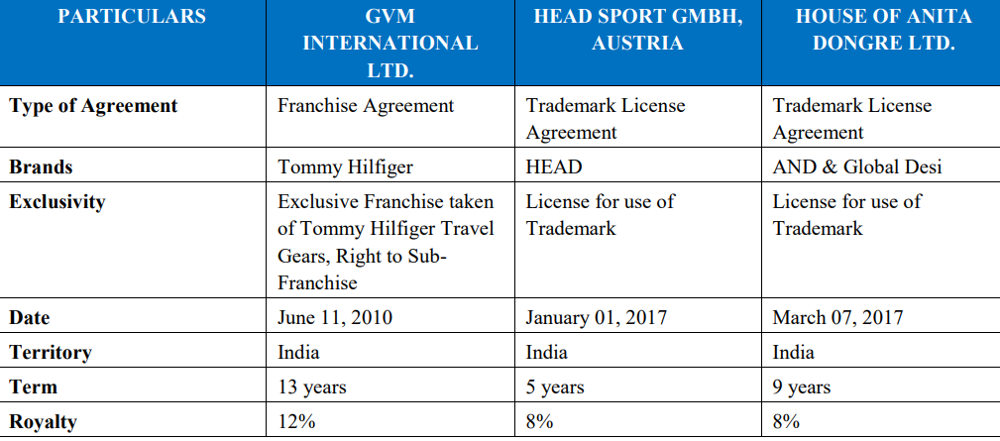 PARTICULARS
GVM
INTERNATIONAL
LTD.
HEAD SPORT GMBH,
AUSTRIA
HOUSE OF ANITA
DONGRE LTD.
Type of Agreement
Franchise Agreement
Trademark License
Agreement
Trademark License
Agreement
Brands
Tommy Hilfiger
HEAD
AND & Global Desi
Exclusivity
Exclusive Franchise taken
of Tommy Hilfiger Travel
Gears, Right to Sub-
Franchise
License for use of
Trademark
License for use of
Trademark
Date
June 11, 2010
January 01, 2017
March 07, 2017
Territory
India
India
India
Term
13 years
5 years
9 years
Royalty
12%
8%
8%